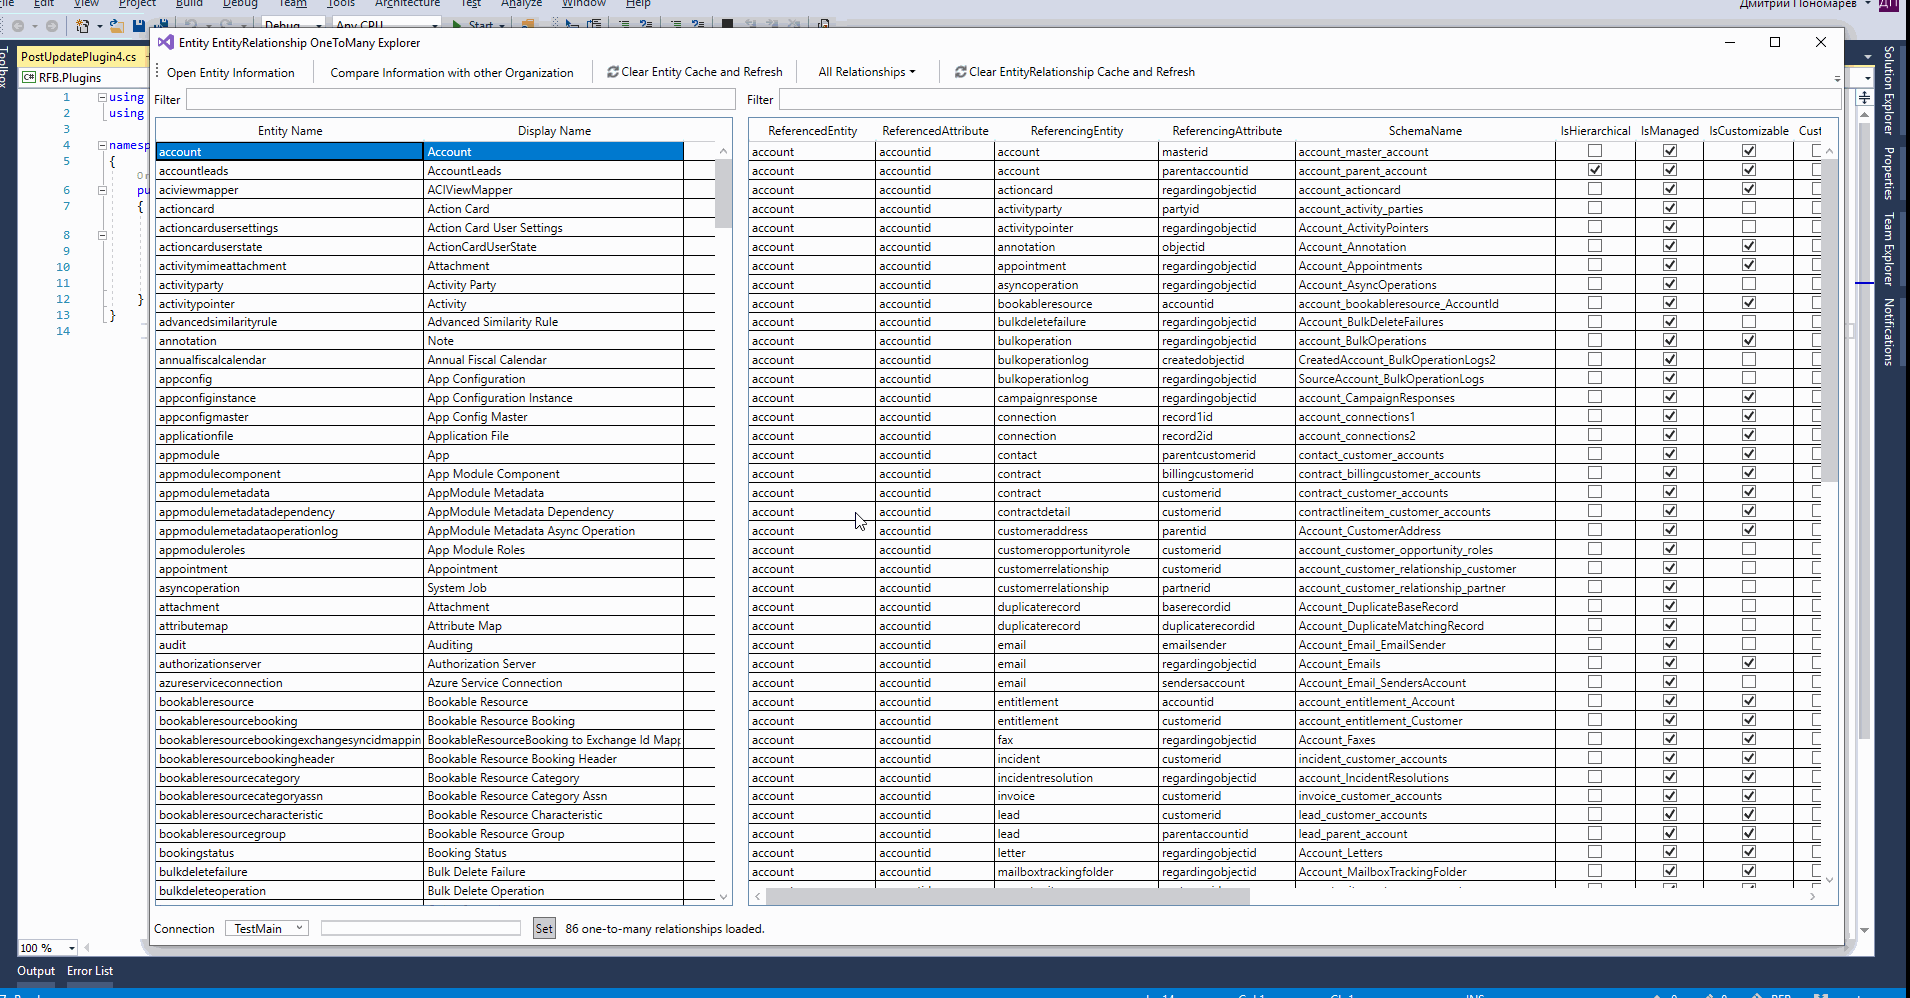 File Edit View Project Build Debug Team Tools Architecture Test Analyze Window Help Дмитрий Пономарев ДП
Debug Any CPU Start
Toolbox
PostUpdatePlugin4.cs
RFB.Plugins
Entity EntityRelationship OneToMany Explorer
Open Entity Information Compare Information with other Organization Clear Entity Cache and Refresh All Relationships Clear EntityRelationship Cache and Refresh
Filter Filter
Entity Name Display Name ReferencedEntity ReferencedAttribute ReferencingEntity ReferencingAttribute SchemaName IsHierarchical IsManaged IsCustomizable Cust
1 using
2 using
3
4 namesp
5 {
6 pu
7 {
8
9
10
11
12 }
13 }
14
account Account
accountleads AccountLeads
aciviewmapper ACIViewMapper
actioncard Action Card
actioncardusersettings Action Card User Settings
actioncarduserstate ActionCardUserState
activitymimeattachment Attachment
activityparty Activity Party
activitypointer Activity
advancedsimilarityrule Advanced Similarity Rule
annotation Note
annualfiscalcalendar Annual Fiscal Calendar
appconfig App Configuration
appconfiginstance App Configuration Instance
appconfigmaster App Config Master
applicationfile Application File
appmodule App
appmodulecomponent App Module Component
appmodulemetadata AppModule Metadata
appmodulemetadatadependency AppModule Metadata Dependency
appmodulemetadataoperationlog AppModule Metadata Async Operation
appmoduleroles App Module Roles
appointment Appointment
asyncoperation System Job
attachment Attachment
attributemap Attribute Map
audit Auditing
authorizationserver Authorization Server
azureserviceconnection Azure Service Connection
bookableresource Bookable Resource
bookableresourcebooking Bookable Resource Booking
bookableresourcebookingexchangesyncidmappin BookableResourceBooking to Exchange Id Mapp
bookableresourcebookingheader Bookable Resource Booking Header
bookableresourcecategory Bookable Resource Category
bookableresourcecategoryassn Bookable Resource Category Assn
bookableresourcecharacteristic Bookable Resource Characteristic
bookableresourcegroup Bookable Resource Group
bookingstatus Booking Status
bulkdeletefailure Bulk Delete Failure
bulkdeleteoperation Bulk Delete Operation
account accountid account masterid account_master_account
account accountid account parentaccountid account_parent_account
account accountid actioncard regardingobjectid account_actioncard
account accountid activityparty partyid account_activity_parties
account accountid activitypointer regardingobjectid Account_ActivityPointers
account accountid annotation objectid Account_Annotation
account accountid appointment regardingobjectid Account_Appointments
account accountid asyncoperation regardingobjectid Account_AsyncOperations
account accountid bookableresource accountid account_bookableresource_AccountId
account accountid bulkdeletefailure regardingobjectid Account_BulkDeleteFailures
account accountid bulkoperation regardingobjectid account_BulkOperations
account accountid bulkoperationlog createdobjectid CreatedAccount_BulkOperationLogs2
account accountid bulkoperationlog regardingobjectid SourceAccount_BulkOperationLogs
account accountid campaignresponse regardingobjectid account_CampaignResponses
account accountid connection record1id account_connections1
account accountid connection record2id account_connections2
account accountid contact parentcustomerid contact_customer_accounts
account accountid contract billingcustomerid contract_billingcustomer_accounts
account accountid contract customerid contract_customer_accounts
account accountid contractdetail customerid contractlineitem_customer_accounts
account accountid customeraddress parentid Account_CustomerAddress
account accountid customeropportunityrole customerid account_customer_opportunity_roles
account accountid customerrelationship customerid account_customer_relationship_customer
account accountid customerrelationship partnerid account_customer_relationship_partner
account accountid duplicaterecord baserecordid Account_DuplicateBaseRecord
account accountid duplicaterecord duplicaterecordid Account_DuplicateMatchingRecord
account accountid email emailsender Account_Email_EmailSender
account accountid email regardingobjectid Account_Emails
account accountid email sendersaccount Account_Email_SendersAccount
account accountid entitlement accountid account_entitlement_Account
account accountid entitlement customerid account_entitlement_Customer
account accountid fax regardingobjectid Account_Faxes
account accountid incident customerid incident_customer_accounts
account accountid incidentresolution regardingobjectid account_IncidentResolutions
account accountid invoice customerid invoice_customer_accounts
account accountid lead customerid lead_customer_accounts
account accountid lead parentaccountid lead_parent_account
account accountid letter regardingobjectid Account_Letters
account accountid mailboxtrackingfolder regardingobjectid Account_MailboxTrackingFolder
Connection TestMain Set 86 one-to-many relationships loaded.
Solution Explorer
Properties
Team Explorer
Notifications
100 %
Output Error List